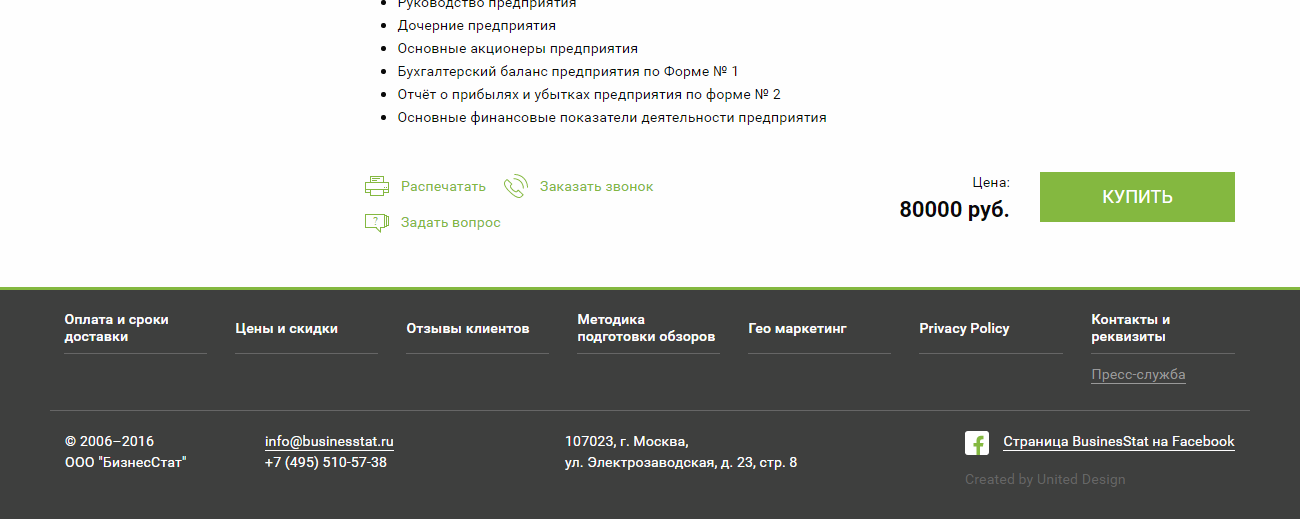 Руководство предприятия
Дочерние предприятия
Основные акционеры предприятия
Бухгалтерский баланс предприятия по Форме № 1
Отчёт о прибылях и убытках предприятия по форме № 2
Основные финансовые показатели деятельности предприятия
Распечатать
Заказать звонок
Задать вопрос
Цена:
80000 руб.
КУПИТЬ
Оплата и сроки
доставки
Цены и скидки
Отзывы клиентов
Методика
подготовки обзоров
Гео маркетинг
Privacy Policy
Контакты и
реквизиты
Пресс-служба
© 2006–2016
ООО "БизнесСтат"
info@businesstat.ru
+7 (495) 510-57-38
107023, г. Москва,
ул. Электрозаводская, д. 23, стр. 8
Страница BusinesStat на Facebook
Created by United Design